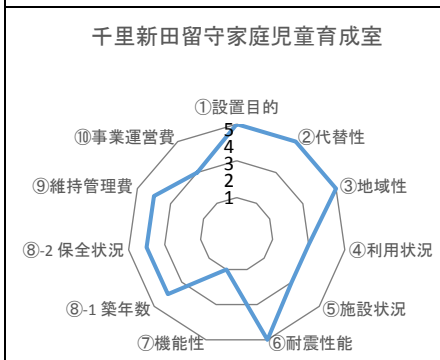 千里新田留守家庭児童育成室
①設置目的
②代替性
③地域性
④利用状況
⑤施設状況
⑥耐震性能
⑦機能性
⑧-1 築年数
⑧-2 保全状況
⑨維持管理費
⑩事業運営費
5
4
3
2
1